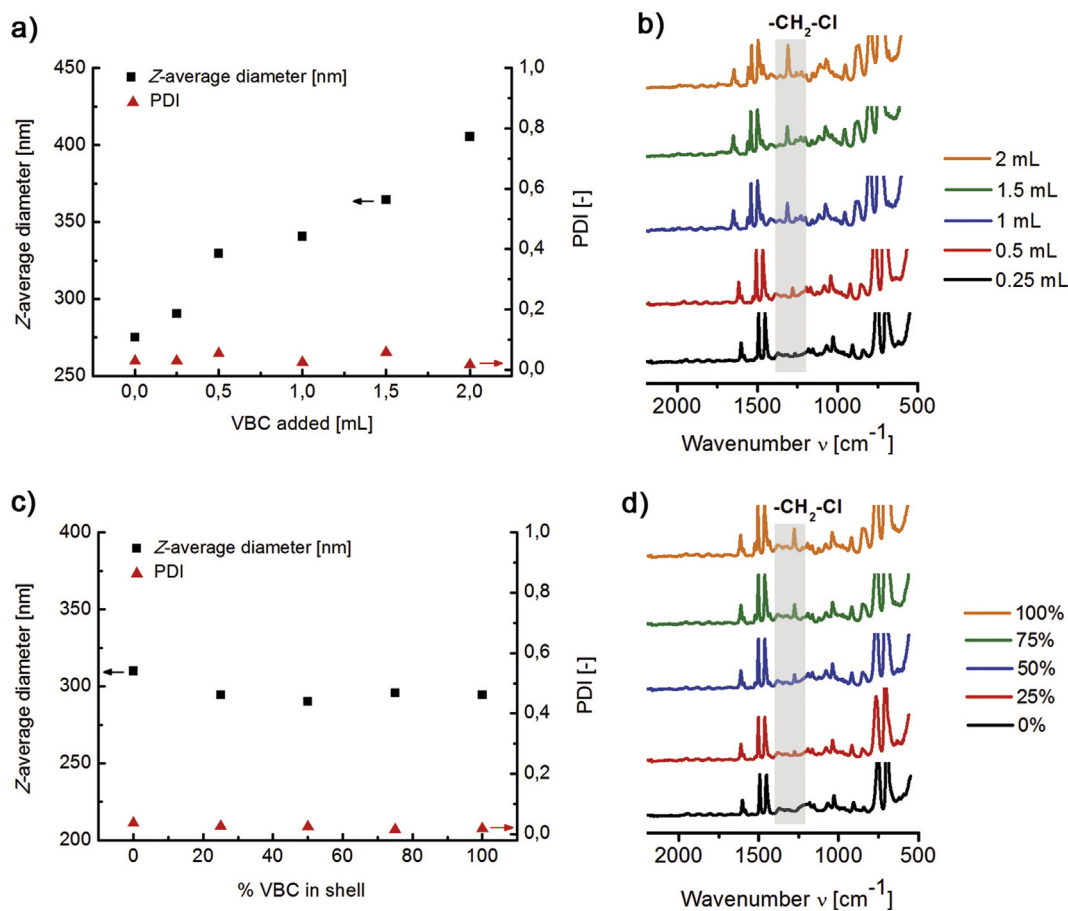 a)
450
400
350
300
250
Z-average diameter [nm]
Z-average diameter [nm]
PDI
1,0
0,8
0,6
0,4
0,2
0,0
PDI [-]
0,0 0,5 1,0 1,5 2,0
VBC added [mL]
b)
-CH2-Cl
2 mL
1.5 mL
1 mL
0.5 mL
0.25 mL
2000 1500 1000 500
Wavenumber ν [cm-1]
c)
400
350
300
250
200
Z-average diameter [nm]
Z-average diameter [nm]
PDI
1,0
0,8
0,6
0,4
0,2
0,0
PDI [-]
0 20 40 60 80 100
% VBC in shell
d)
-CH2-Cl
100%
75%
50%
25%
0%
2000 1500 1000 500
Wavenumber ν [cm-1]